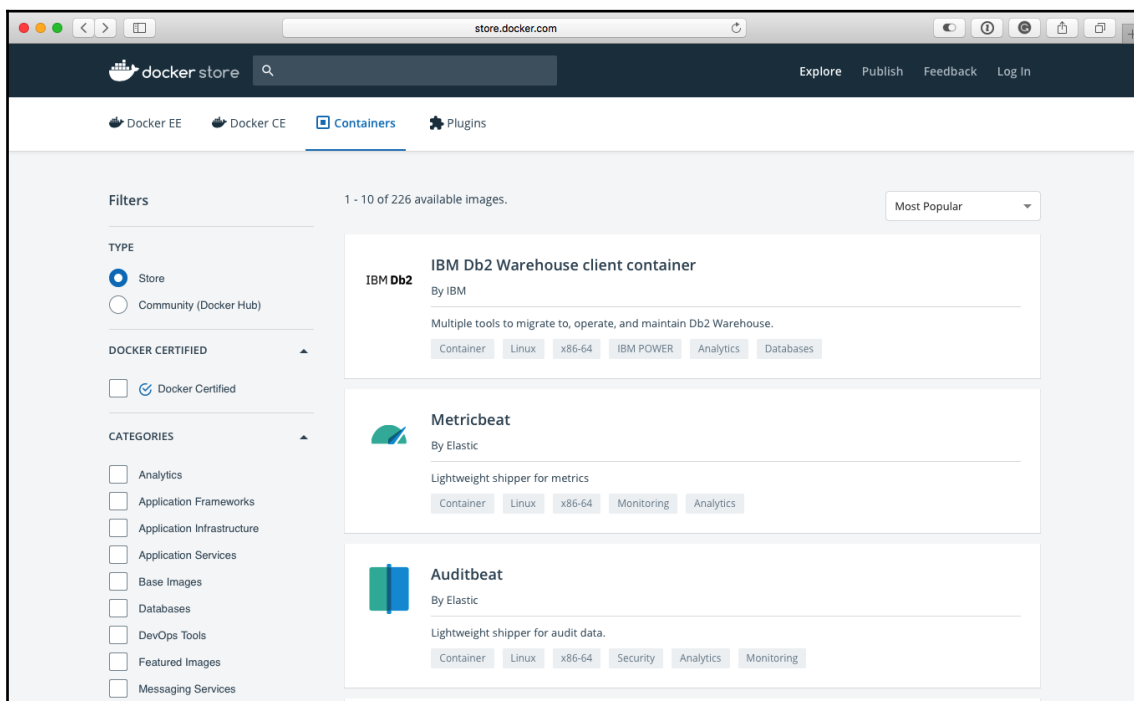 store.docker.com
docker store
Explore Publish Feedback Log In
Docker EE Docker CE Containers Plugins
Filters
1 - 10 of 226 available images.
Most Popular
TYPE
Store
Community (Docker Hub)
DOCKER CERTIFIED
Docker Certified
CATEGORIES
Analytics
Application Frameworks
Application Infrastructure
Application Services
Base Images
Databases
DevOps Tools
Featured Images
Messaging Services
IBM Db2
IBM Db2 Warehouse client container
By IBM
Multiple tools to migrate to, operate, and maintain Db2 Warehouse.
Container Linux x86-64 IBM POWER Analytics Databases
Metricbeat
By Elastic
Lightweight shipper for metrics
Container Linux x86-64 Monitoring Analytics
Auditbeat
By Elastic
Lightweight shipper for audit data.
Container Linux x86-64 Security Analytics Monitoring